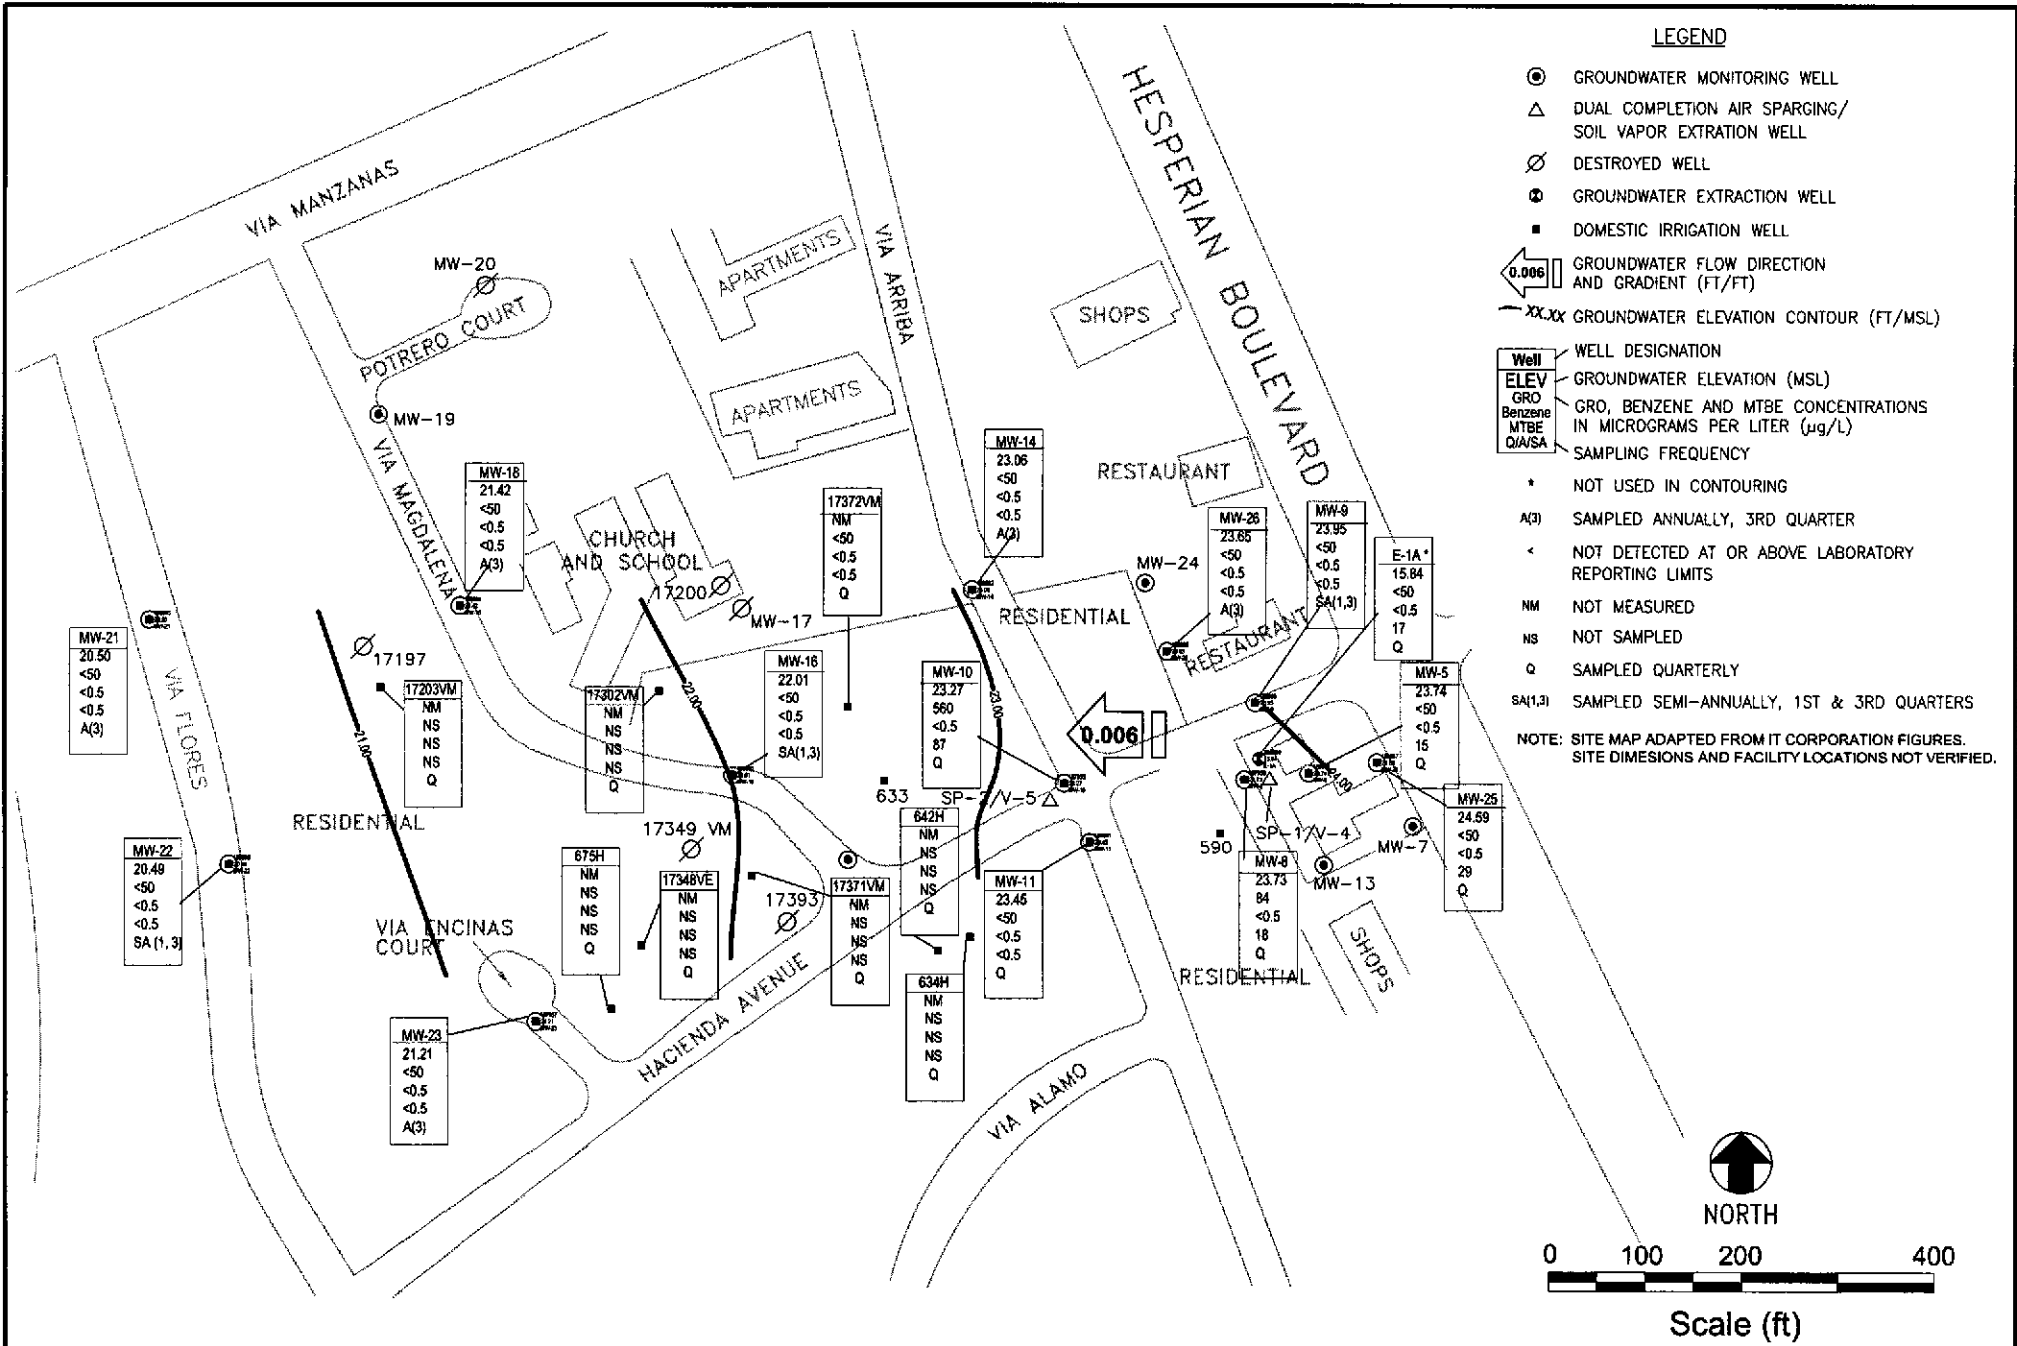 LEGEND
GROUNDWATER MONITORING WELL
DUAL COMPLETION AIR SPARGING/
SOIL VAPOR EXTRATION WELL
DESTROYED WELL
GROUNDWATER EXTRACTION WELL
DOMESTIC IRRIGATION WELL
0.006
GROUNDWATER FLOW DIRECTION
AND GRADIENT (FT/FT)
XX.XX GROUNDWATER ELEVATION CONTOUR (FT/MSL)
Well
ELEV
GRO
Benzene
MTBE
Q/A/SA
WELL DESIGNATION
GROUNDWATER ELEVATION (MSL)
GRO, BENZENE AND MTBE CONCENTRATIONS
IN MICROGRAMS PER LITER (µg/L)
SAMPLING FREQUENCY
* NOT USED IN CONTOURING
A(3) SAMPLED ANNUALLY, 3RD QUARTER
< NOT DETECTED AT OR ABOVE LABORATORY
REPORTING LIMITS
NM NOT MEASURED
NS NOT SAMPLED
Q SAMPLED QUARTERLY
SA(1,3) SAMPLED SEMI-ANNUALLY, 1ST & 3RD QUARTERS
NOTE: SITE MAP ADAPTED FROM IT CORPORATION FIGURES.
SITE DIMESIONS AND FACILITY LOCATIONS NOT VERIFIED.
VIA MANZANAS
MW-20
POTRERO COURT
MW-19
VIA MAGDALENA
APARTMENTS
APARTMENTS
VIA ARRIBA
HESPERIAN BOULEVARD
SHOPS
RESTAURANT
RESTAURANT
CHURCH
AND SCHOOL
17200
MW-17
MW-24
RESIDENTIAL
MW-18
21.42
<50
<0.5
<0.5
A(3)
17372VM
NM
<50
<0.5
<0.5
Q
MW-14
23.06
<50
<0.5
<0.5
A(3)
MW-26
23.65
<50
<0.5
<0.5
A(3)
MW-9
23.95
<50
<0.5
<0.5
SA(1,3)
E-1A *
15.84
<50
<0.5
17
Q
MW-21
20.50
<50
<0.5
<0.5
A(3)
VIA FLORES
17197
17203VM
NM
NS
NS
NS
Q
21.00
17302VM
NM
NS
NS
NS
Q
22.00
MW-16
22.01
<50
<0.5
<0.5
SA(1,3)
MW-10
23.27
560
<0.5
87
Q
23.00
0.006
MW-5
23.74
<50
<0.5
15
Q
24.00
MW-25
24.59
<50
<0.5
29
Q
RESIDENTIAL
17349 VM
633
SP-2/V-5
590
SP-1/V-4
MW-7
MW-13
MW-22
20.49
<50
<0.5
<0.5
SA (1, 3)
VIA ENCINAS
COURT
675H
NM
NS
NS
NS
Q
17348VE
NM
NS
NS
NS
Q
17393
17371VM
NM
NS
NS
NS
Q
642H
NM
NS
NS
NS
Q
MW-11
23.45
<50
<0.5
<0.5
Q
MW-8
23.73
84
<0.5
18
Q
RESIDENTIAL
SHOPS
634H
NM
NS
NS
NS
Q
MW-23
21.21
<50
<0.5
<0.5
A(3)
HACIENDA AVENUE
VIA ALAMO
NORTH
0 100 200 400
Scale (ft)